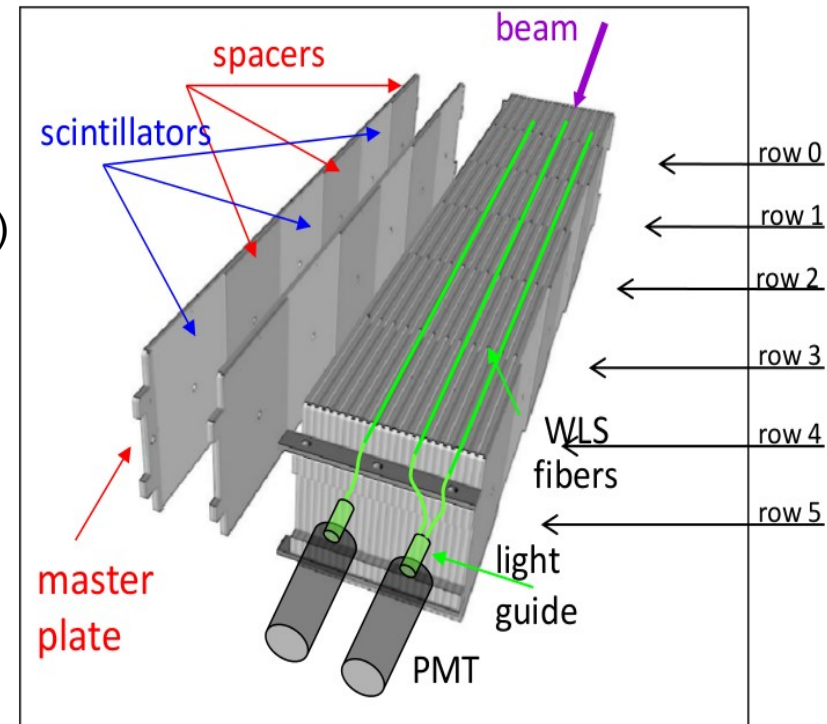 beam
spacers
scintillators
row 0
row 1
)
row 2
row 3
WLS
fibers
row 4
row 5
light
guide
master
plate
PMT